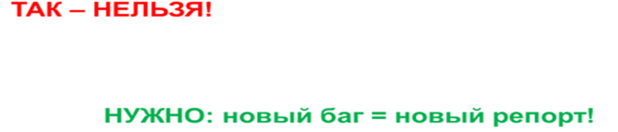 ТАК – НЕЛЬЗЯ!
НУЖНО: новый баг = новый репорт!